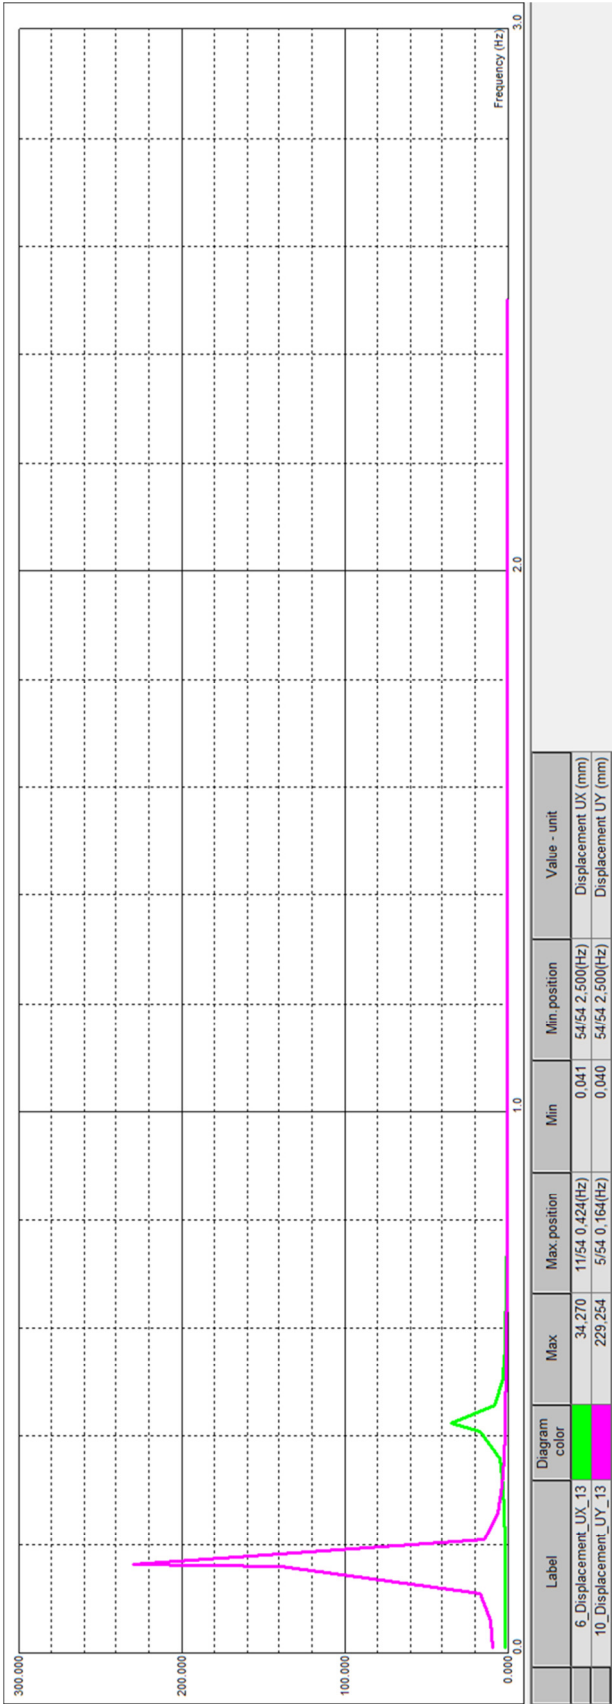 300.000
200.000
100.000
0.000
0.0
1.0
2.0
3.0
Frequency (Hz)
Label Diagram color Max Max.position Min Min.position Value - unit
6_Displacement_UX_13 34,270 11/54 0,424(Hz) 0,041 54/54 2,500(Hz) Displacement UX (mm)
10_Displacement_UY_13 229,254 5/54 0,164(Hz) 0,040 54/54 2,500(Hz) Displacement UY (mm)